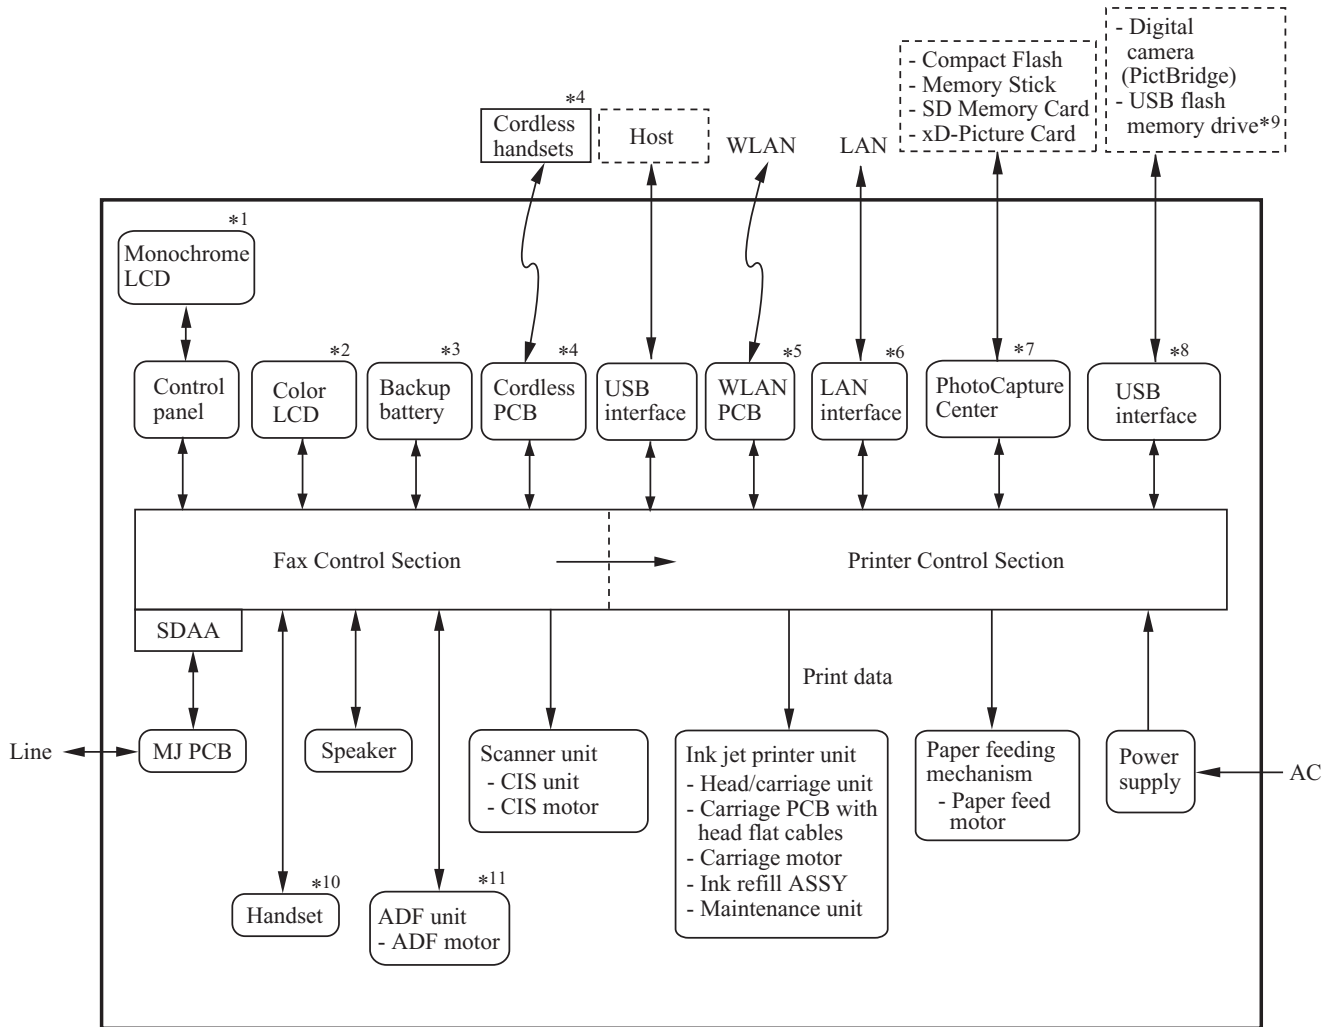 - Digital
camera
(PictBridge)
- USB flash
memory drive*9
- Compact Flash
- Memory Stick
- SD Memory Card
- xD-Picture Card
*4
Cordless
handsets
Host
WLAN
LAN
*1
Monochrome
LCD
Control
panel
*2
Color
LCD
*3
Backup
battery
*4
Cordless
PCB
USB
interface
*5
WLAN
PCB
*6
LAN
interface
*7
PhotoCapture
Center
*8
USB
interface
Fax Control Section
Printer Control Section
SDAA
Print data
Line
MJ PCB
Speaker
Scanner unit
- CIS unit
- CIS motor
Ink jet printer unit
- Head/carriage unit
- Carriage PCB with
head flat cables
- Carriage motor
- Ink refill ASSY
- Maintenance unit
Paper feeding
mechanism
- Paper feed
motor
Power
supply
AC
*10
Handset
*11
ADF unit
- ADF motor